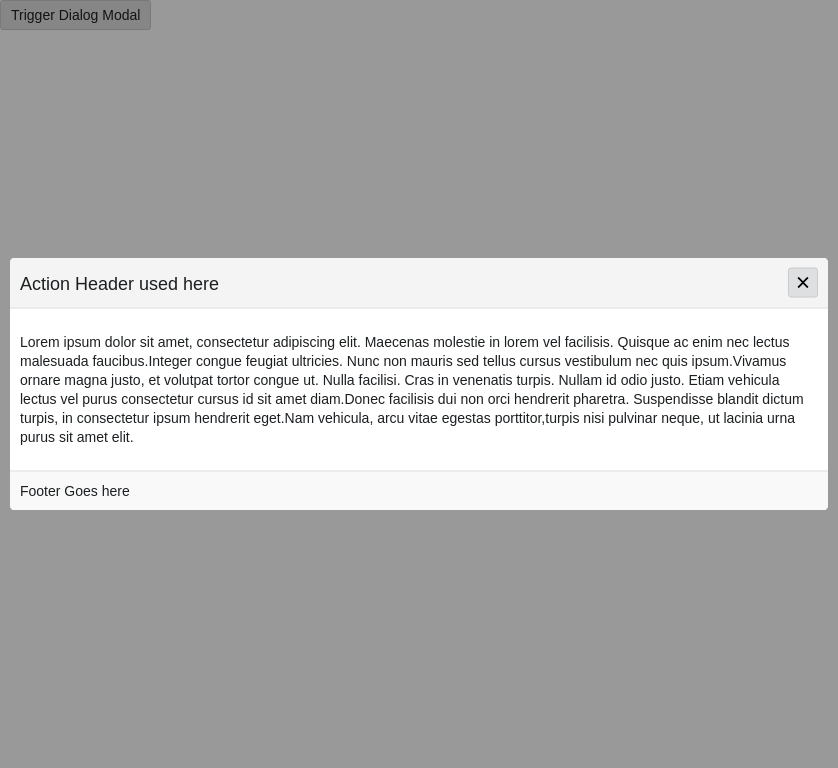 Trigger Dialog Modal
Action Header used here
Lorem ipsum dolor sit amet, consectetur adipiscing elit. Maecenas molestie in lorem vel facilisis. Quisque ac enim nec lectus
malesuada faucibus.Integer congue feugiat ultricies. Nunc non mauris sed tellus cursus vestibulum nec quis ipsum.Vivamus
ornare magna justo, et volutpat tortor congue ut. Nulla facilisi. Cras in venenatis turpis. Nullam id odio justo. Etiam vehicula
lectus vel purus consectetur cursus id sit amet diam.Donec facilisis dui non orci hendrerit pharetra. Suspendisse blandit dictum
turpis, in consectetur ipsum hendrerit eget.Nam vehicula, arcu vitae egestas porttitor,turpis nisi pulvinar neque, ut lacinia urna
purus sit amet elit.
Footer Goes here